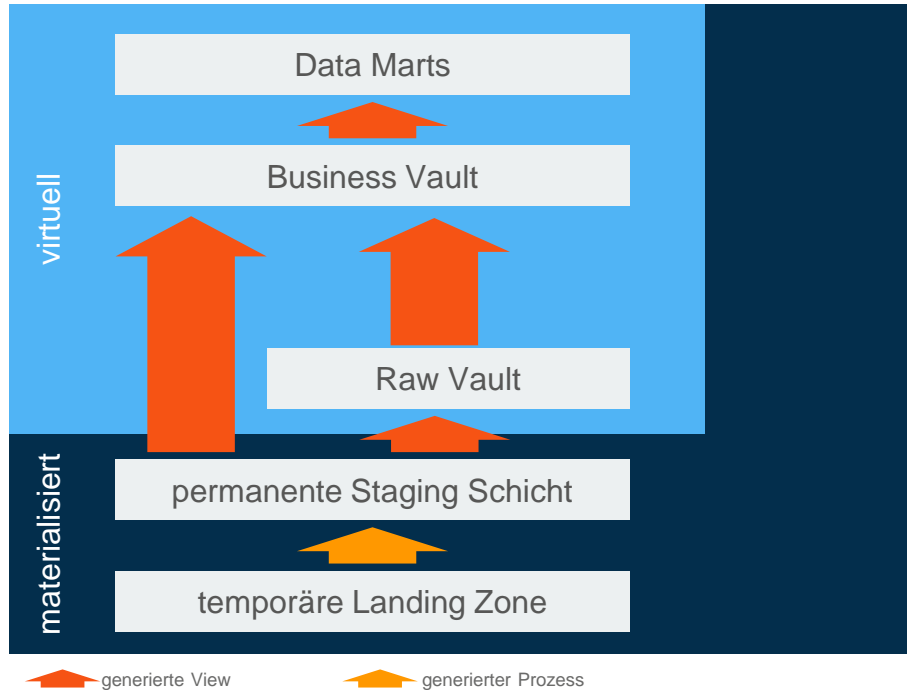 Data Marts
Business Vault
virtuell
Raw Vault
permanente Staging Schicht
materialisiert
temporäre Landing Zone
generierte View
generierter Prozess